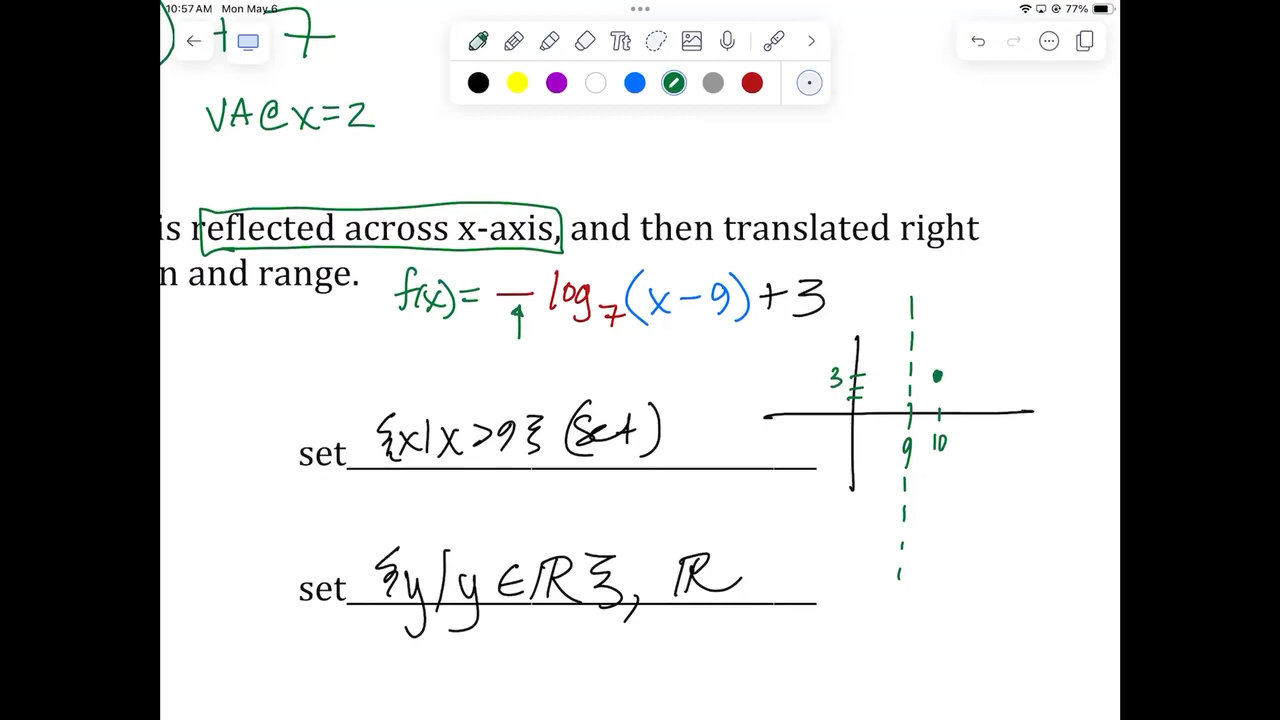 10:57 AM Mon May 6
77%
+ 7
Tt
VA@x=2
is reflected across x-axis, and then translated right
n and range.
f(x)= - log₇(x-9)+3
3
9
10
set {x|x>9} (set)
set {y/y∈ℝ}, ℝ